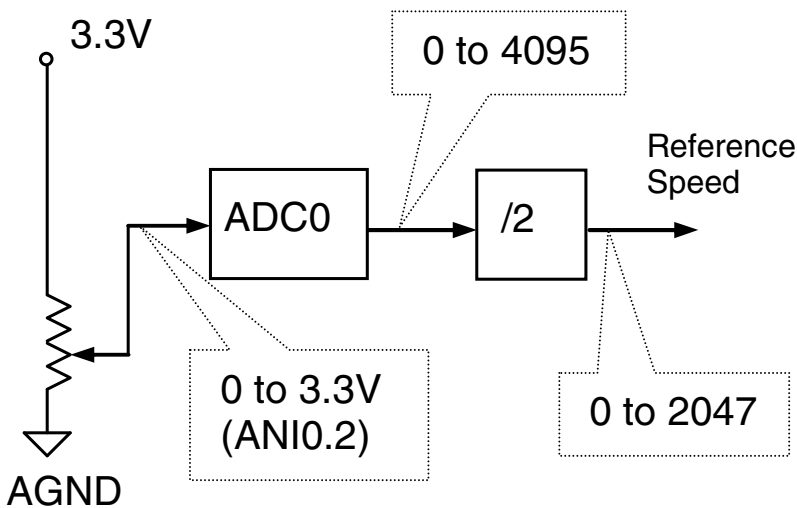 3.3V
0 to 4095
Reference
Speed
ADC0
/2
0 to 3.3V
(ANI0.2)
0 to 2047
AGND